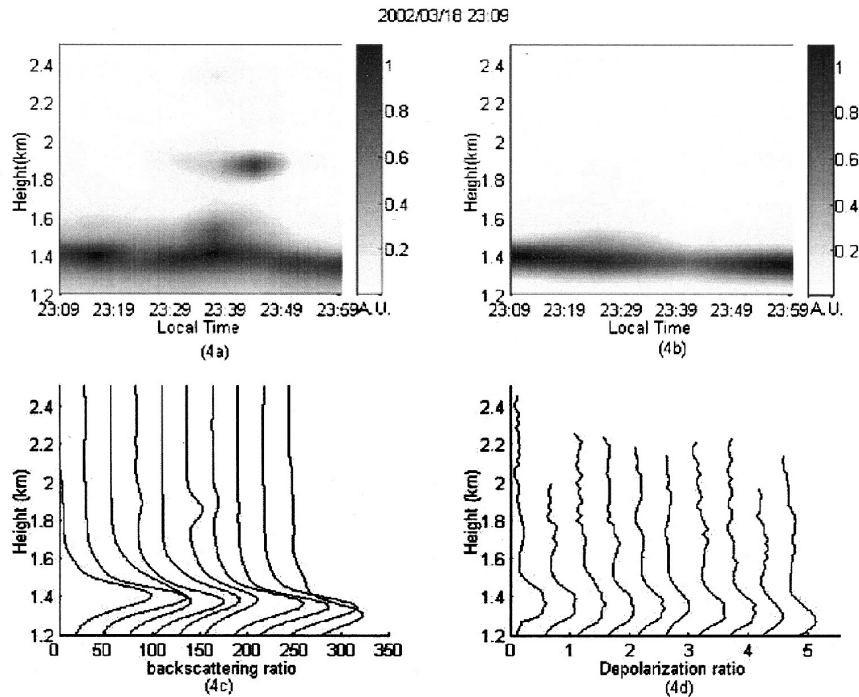 2002/03/18 23:09
2.4
2.2
2
1.8
1.6
1.4
1.2
Height(km)
23:09 23:19 23:29 23:39 23:49 23:59
Local Time
(4a)
1
0.8
0.6
0.4
0.2
A.U.
2.4
2.2
2
1.8
1.6
1.4
1.2
Height(km)
23:09 23:19 23:29 23:39 23:49 23:59
Local Time
(4b)
1
0.8
0.6
0.4
0.2
A.U.
2.4
2.2
2
1.8
1.6
1.4
1.2
Height (km)
0 50 100 150 200 250 300 350
backscattering ratio
(4c)
2.4
2.2
2
1.8
1.6
1.4
1.2
Height (km)
0 1 2 3 4 5
Depolarization ratio
(4d)